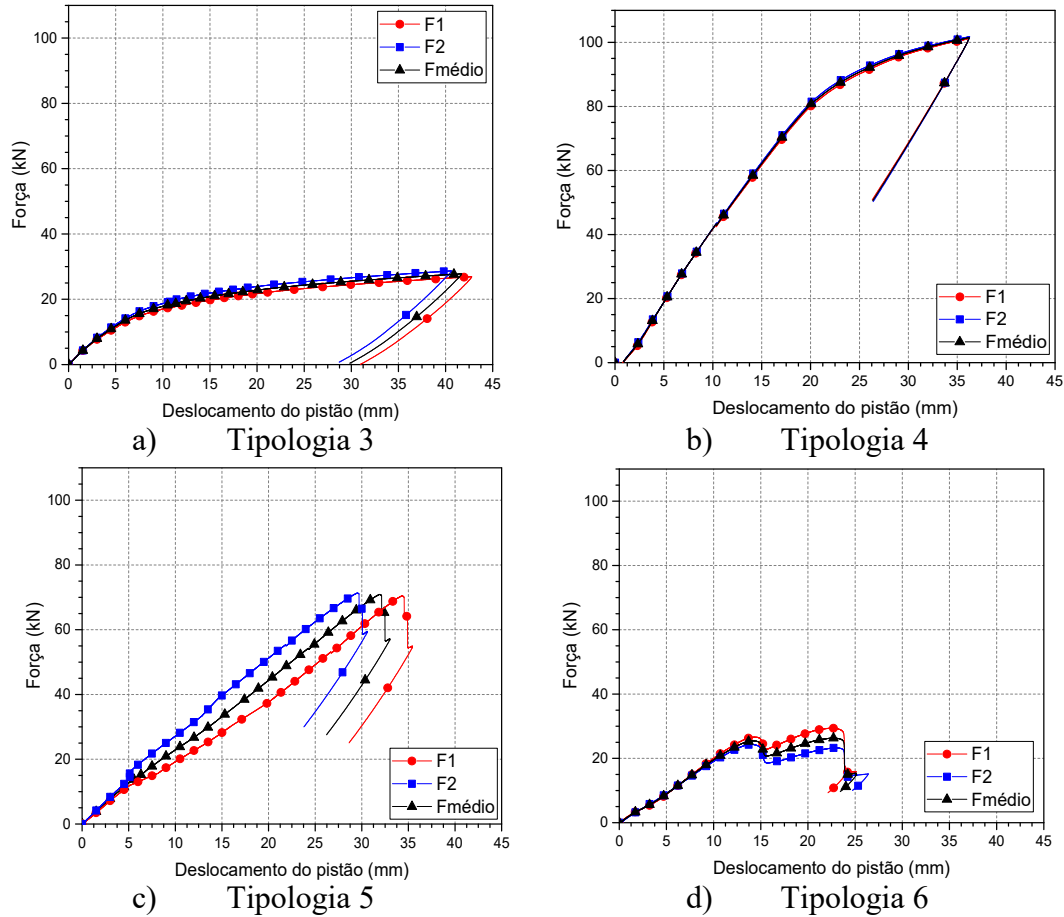 F1
F2
Fmédio
100
80
60
40
20
0
Força (kN)
0 5 10 15 20 25 30 35 40 45
Deslocamento do pistão (mm)
a) Tipologia 3
100
80
60
40
20
0
Força (kN)
F1
F2
Fmédio
0 5 10 15 20 25 30 35 40 45
Deslocamento do pistão (mm)
b) Tipologia 4
100
80
60
40
20
0
Força (kN)
F1
F2
Fmédio
0 5 10 15 20 25 30 35 40 45
Deslocamento do pistão (mm)
c) Tipologia 5
100
80
60
40
20
0
Força (kN)
F1
F2
Fmédio
0 5 10 15 20 25 30 35 40 45
Deslocamento do pistão (mm)
d) Tipologia 6